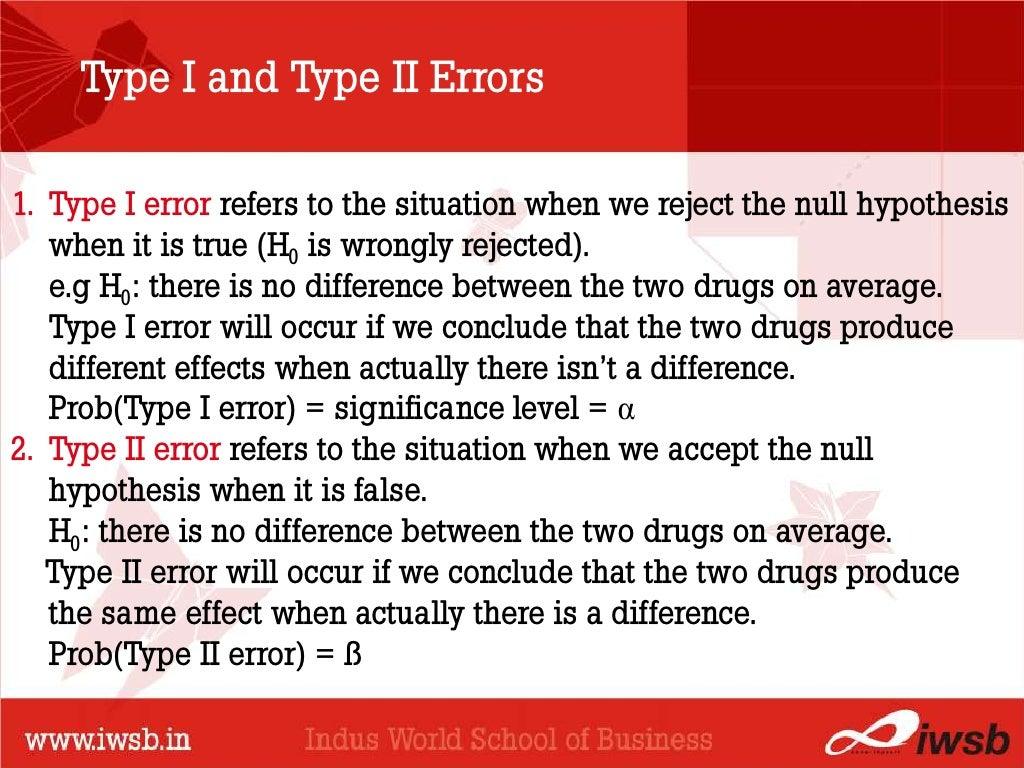 Type I and Type II Errors
1. Type I error refers to the situation when we reject the null hypothesis
when it is true (H₀ is wrongly rejected).
e.g H₀: there is no difference between the two drugs on average.
Type I error will occur if we conclude that the two drugs produce
different effects when actually there isn’t a difference.
Prob(Type I error) = significance level = α
2. Type II error refers to the situation when we accept the null
hypothesis when it is false.
H₀: there is no difference between the two drugs on average.
Type II error will occur if we conclude that the two drugs produce
the same effect when actually there is a difference.
Prob(Type II error) = ß
www.iwsb.in
Indus World School of Business
iwsb